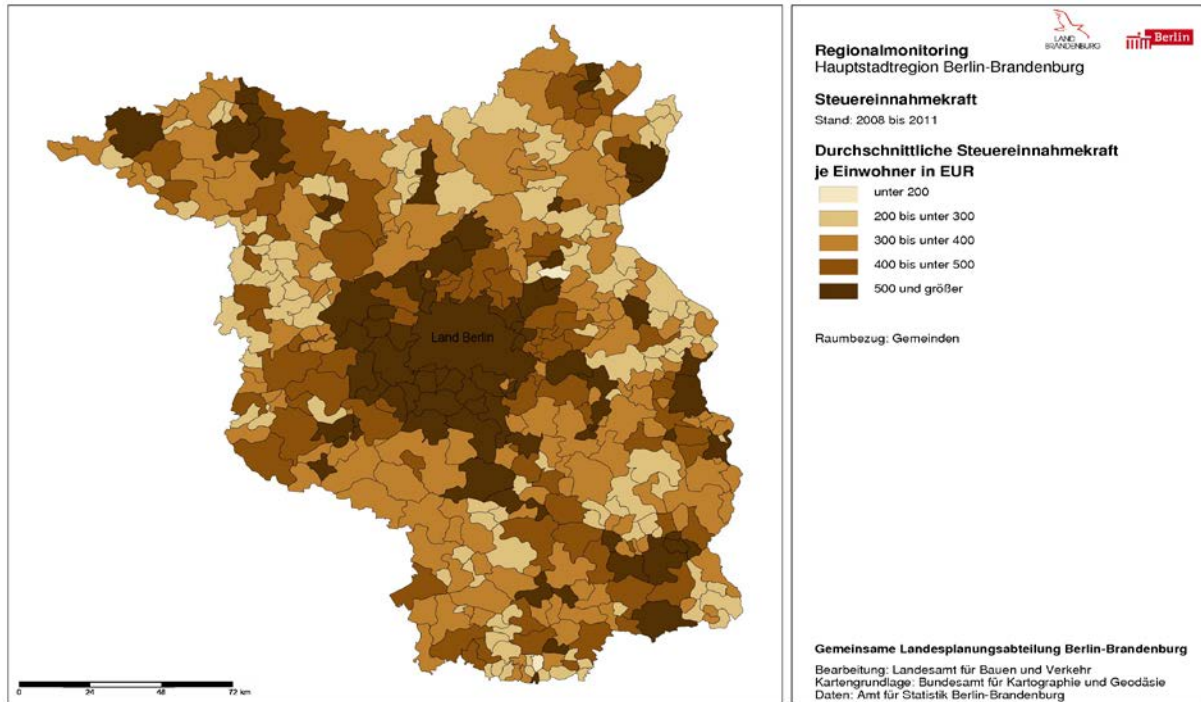 Land Berlin
0 24 48 72 km
LAND
BRANDENBURG
Berlin
Regionalmonitoring
Hauptstadtregion Berlin-Brandenburg
Steuereinnahmekraft
Stand: 2008 bis 2011
Durchschnittliche Steuereinnahmekraft
je Einwohner in EUR
unter 200
200 bis unter 300
300 bis unter 400
400 bis unter 500
500 und größer
Raumbezug: Gemeinden
Gemeinsame Landesplanungsabteilung Berlin-Brandenburg
Bearbeitung: Landesamt für Bauen und Verkehr
Kartengrundlage: Bundesamt für Kartographie und Geodäsie
Daten: Amt für Statistik Berlin-Brandenburg